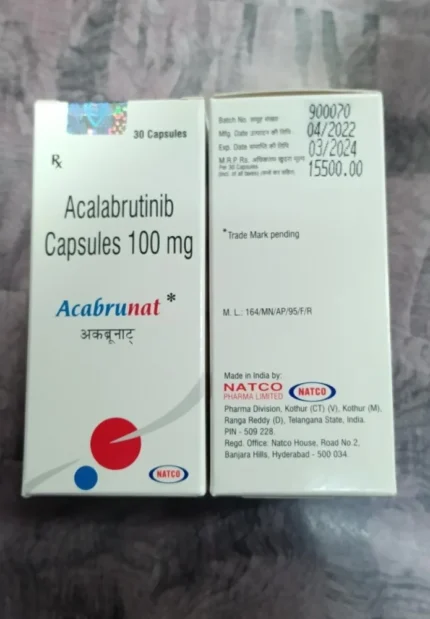 30 Capsules
Rx
Acalabrutinib
Capsules 100 mg
Acabrunat *
अकब्रूनाट्
NATCO
Batch No.
900070
Mfg. Date
04/2022
Exp. Date
03/2024
M.R.P. Rs.
Per 30 Capsules
15500.00
*Trade Mark pending
M. L.: 164/MN/AP/95/F/R
Made in India by:
NATCO
PHARMA LIMITED
NATCO
Pharma Division, Kothur (CT) (V), Kothur (M),
Ranga Reddy (D), Telangana State, India.
PIN - 509 228.
Regd. Office: Natco House, Road No 2,
Banjara Hills, Hyderabad - 500 034.